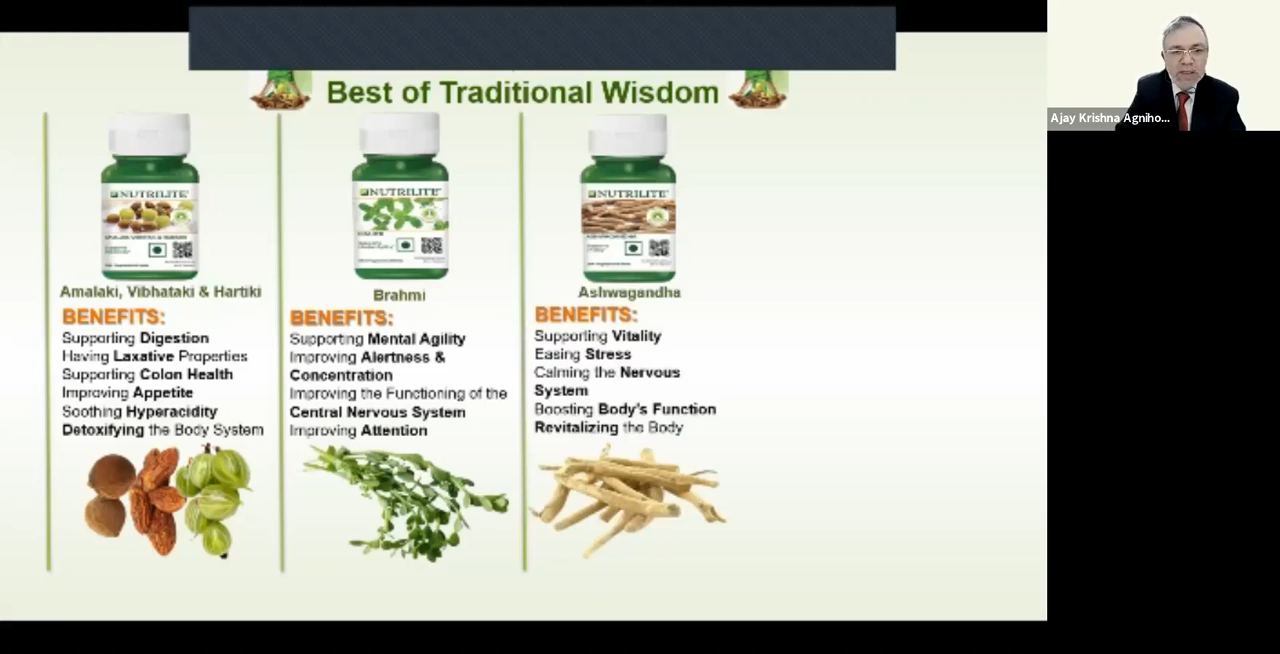 Best of Traditional Wisdom
NUTRILITE
Amalaki, Vibhataki & Hartiki
BENEFITS:
Supporting Digestion
Having Laxative Properties
Supporting Colon Health
Improving Appetite
Soothing Hyperacidity
Detoxifying the Body System
NUTRILITE
Brahmi
BENEFITS:
Supporting Mental Agility
Improving Alertness &
Concentration
Improving the Functioning of the
Central Nervous System
Improving Attention
NUTRILITE
Ashwagandha
BENEFITS:
Supporting Vitality
Easing Stress
Calming the Nervous
System
Boosting Body's Function
Revitalizing the Body
Ajay Krishna Agniho...